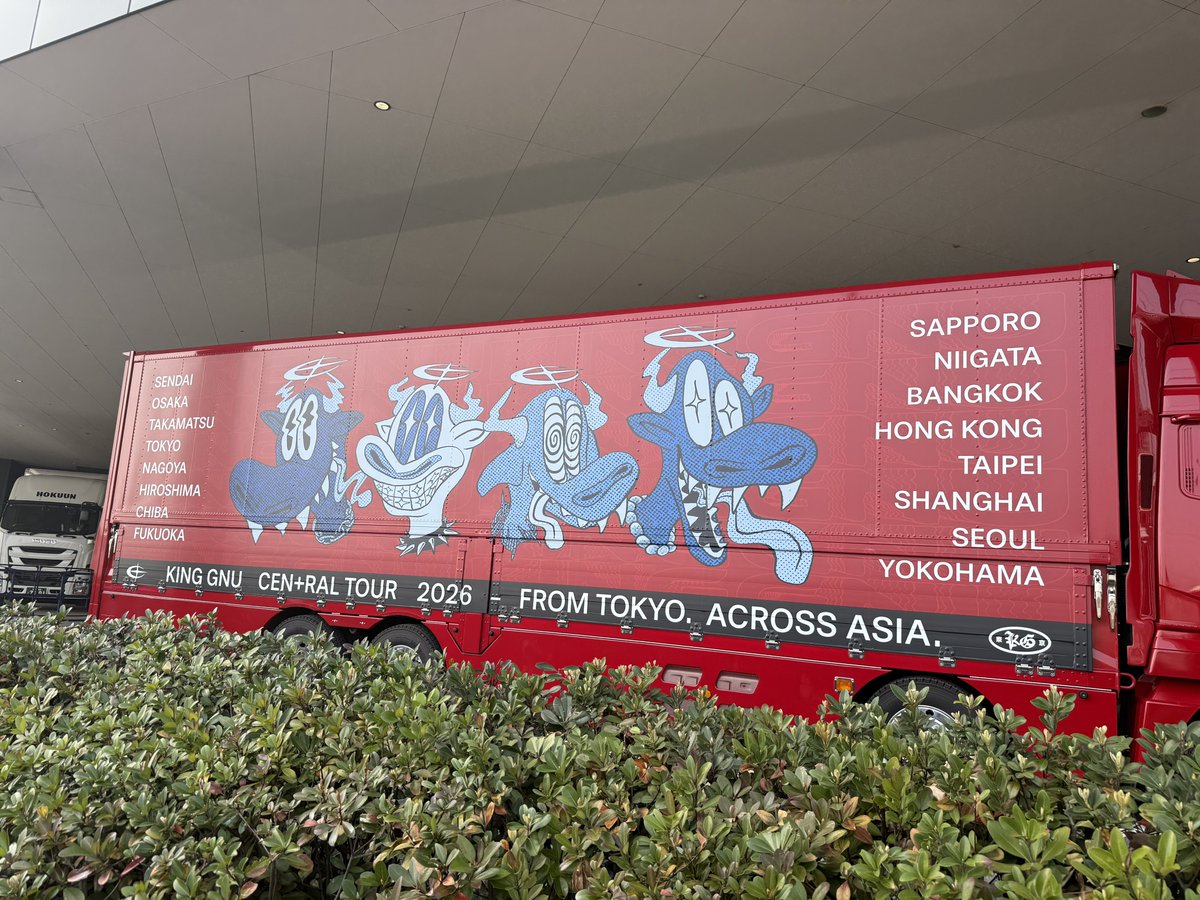 SENDAI
OSAKA
TAKAMATSU
TOKYO
NAGOYA
HIROSHIMA
CHIBA
FUKUOKA
SAPPORO
NIIGATA
BANGKOK
HONG KONG
TAIPEI
SHANGHAI
SEOUL
YOKOHAMA
KING GNU CEN+RAL TOUR 2026 FROM TOKYO. ACROSS ASIA.
KG
HOKUUN